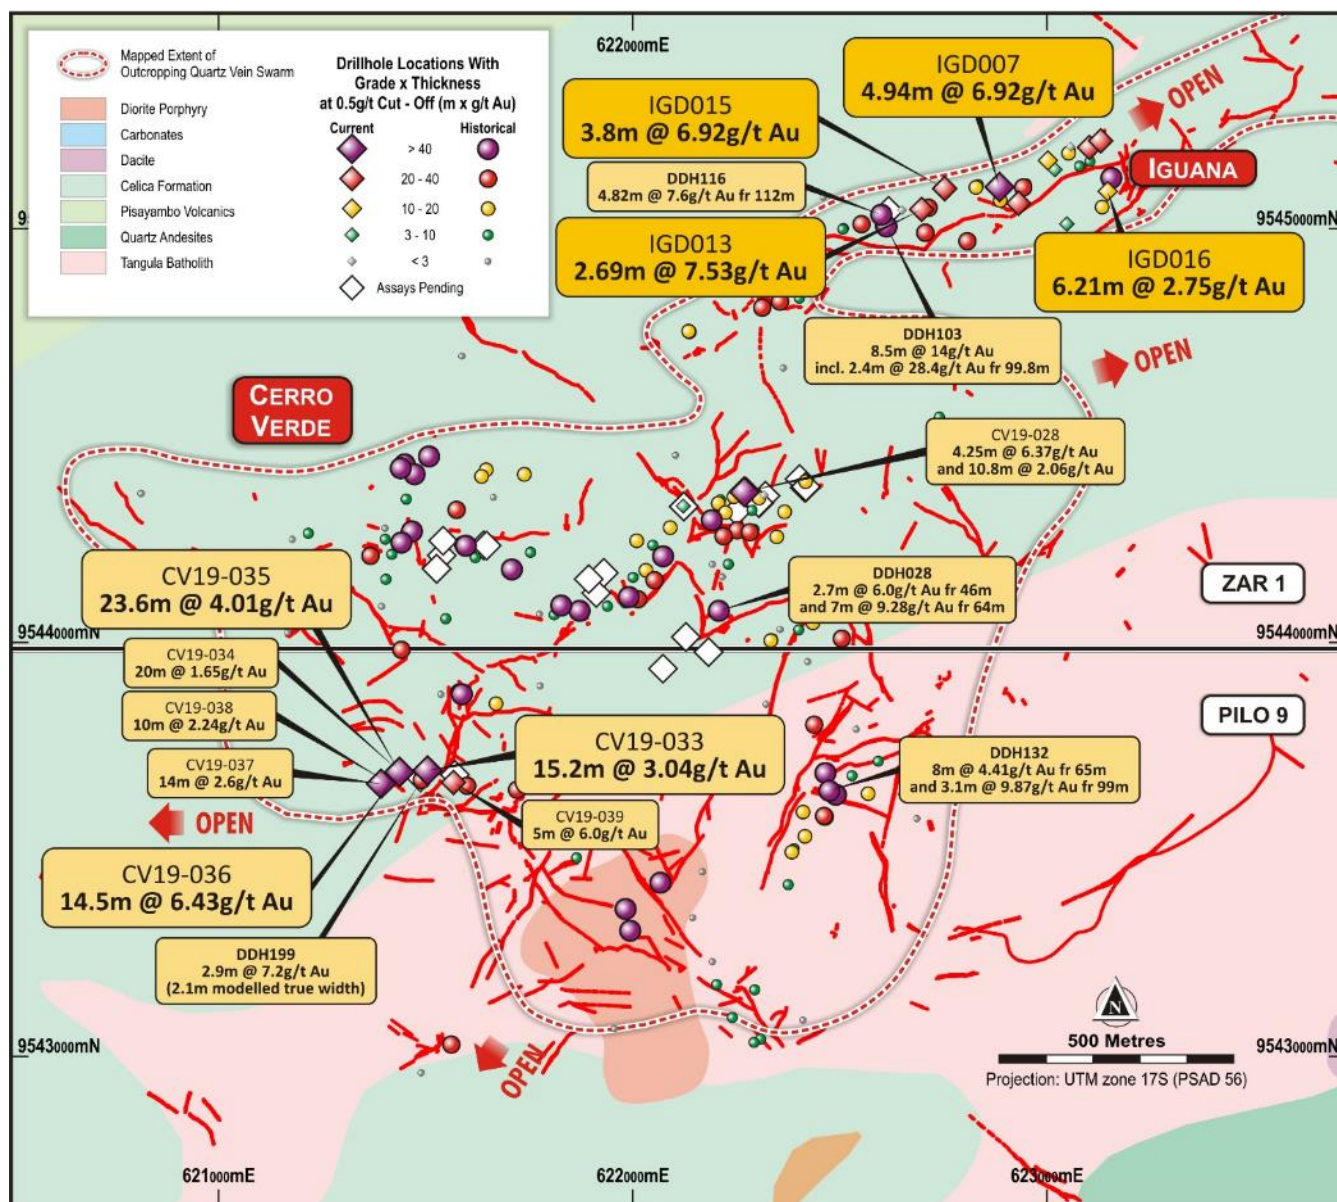 622000mE
Mapped Extent of
Outcropping Quartz Vein Swarm
Diorite Porphyry
Carbonates
Dacite
Celica Formation
Pisayambo Volcanics
Quartz Andesites
Tangula Batholith
Drillhole Locations With
Grade x Thickness
at 0.5g/t Cut - Off (m x g/t Au)
Current
Historical
> 40
20 - 40
10 - 20
3 - 10
< 3
Assays Pending
IGD007
4.94m @ 6.92g/t Au
OPEN
IGD015
3.8m @ 6.92g/t Au
IGUANA
DDH116
4.82m @ 7.6g/t Au fr 112m
9
9545000mN
IGD013
2.69m @ 7.53g/t Au
IGD016
6.21m @ 2.75g/t Au
DDH103
8.5m @ 14g/t Au
incl. 2.4m @ 28.4g/t Au fr 99.8m
OPEN
CERRO
VERDE
CV19-028
4.25m @ 6.37g/t Au
and 10.8m @ 2.06g/t Au
CV19-035
23.6m @ 4.01g/t Au
DDH028
2.7m @ 6.0g/t Au fr 46m
and 7m @ 9.28g/t Au fr 64m
ZAR 1
9544000mN
9544000mN
CV19-034
20m @ 1.65g/t Au
CV19-038
10m @ 2.24g/t Au
PILO 9
CV19-037
14m @ 2.6g/t Au
CV19-033
15.2m @ 3.04g/t Au
DDH132
8m @ 4.41g/t Au fr 65m
and 3.1m @ 9.87g/t Au fr 99m
OPEN
CV19-039
5m @ 6.0g/t Au
CV19-036
14.5m @ 6.43g/t Au
DDH199
2.9m @ 7.2g/t Au
(2.1m modelled true width)
N
500 Metres
Projection: UTM zone 17S (PSAD 56)
9543000mN
9543000mN
OPEN
621000mE
622000mE
623000mE